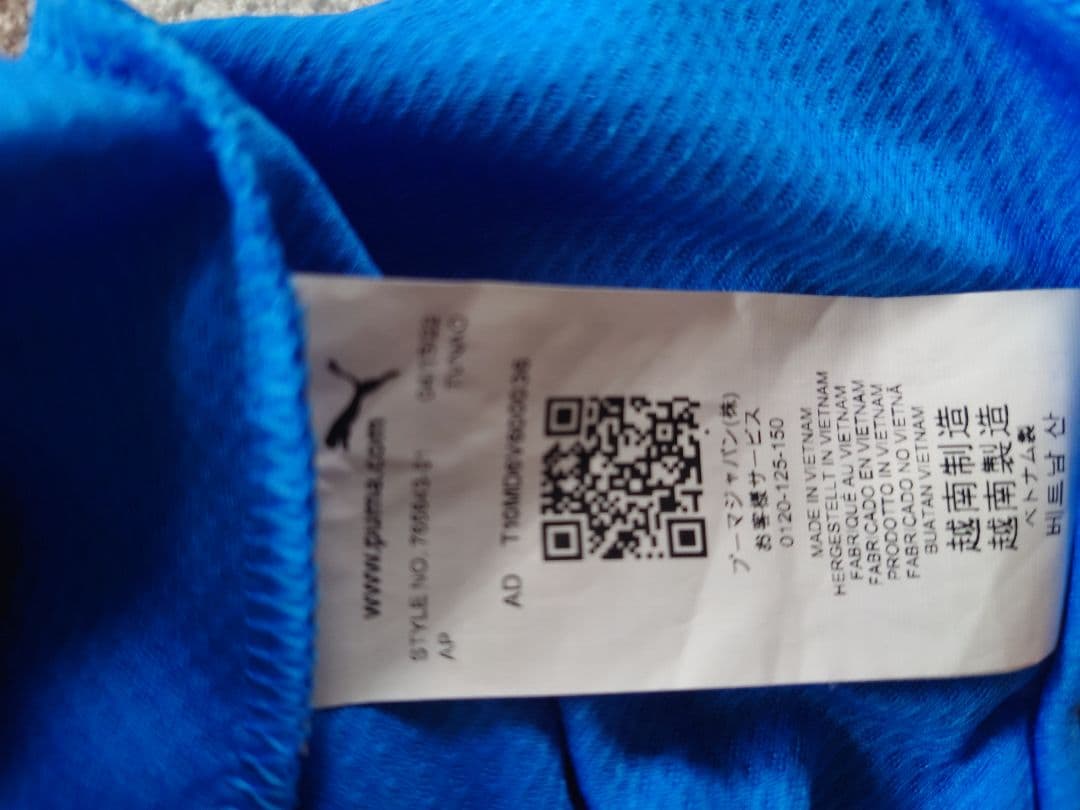 www.puma.com
STYLE NO.
AP
AD T10MD6V600036
プーマジャパン(株)
お客様サービス
0120-125-150
MADE IN VIETNAM
HERGESTELLT IN VIETNAM
FABRIQUÉ AU VIETNAM
FABRICADO EN VIETNAM
PRODOTTO IN VIETNAM
FABRICADO NO VIETNÃ
BUATAN VIETNAM
越南制造
越南製造
ベトナム製
베트남 산